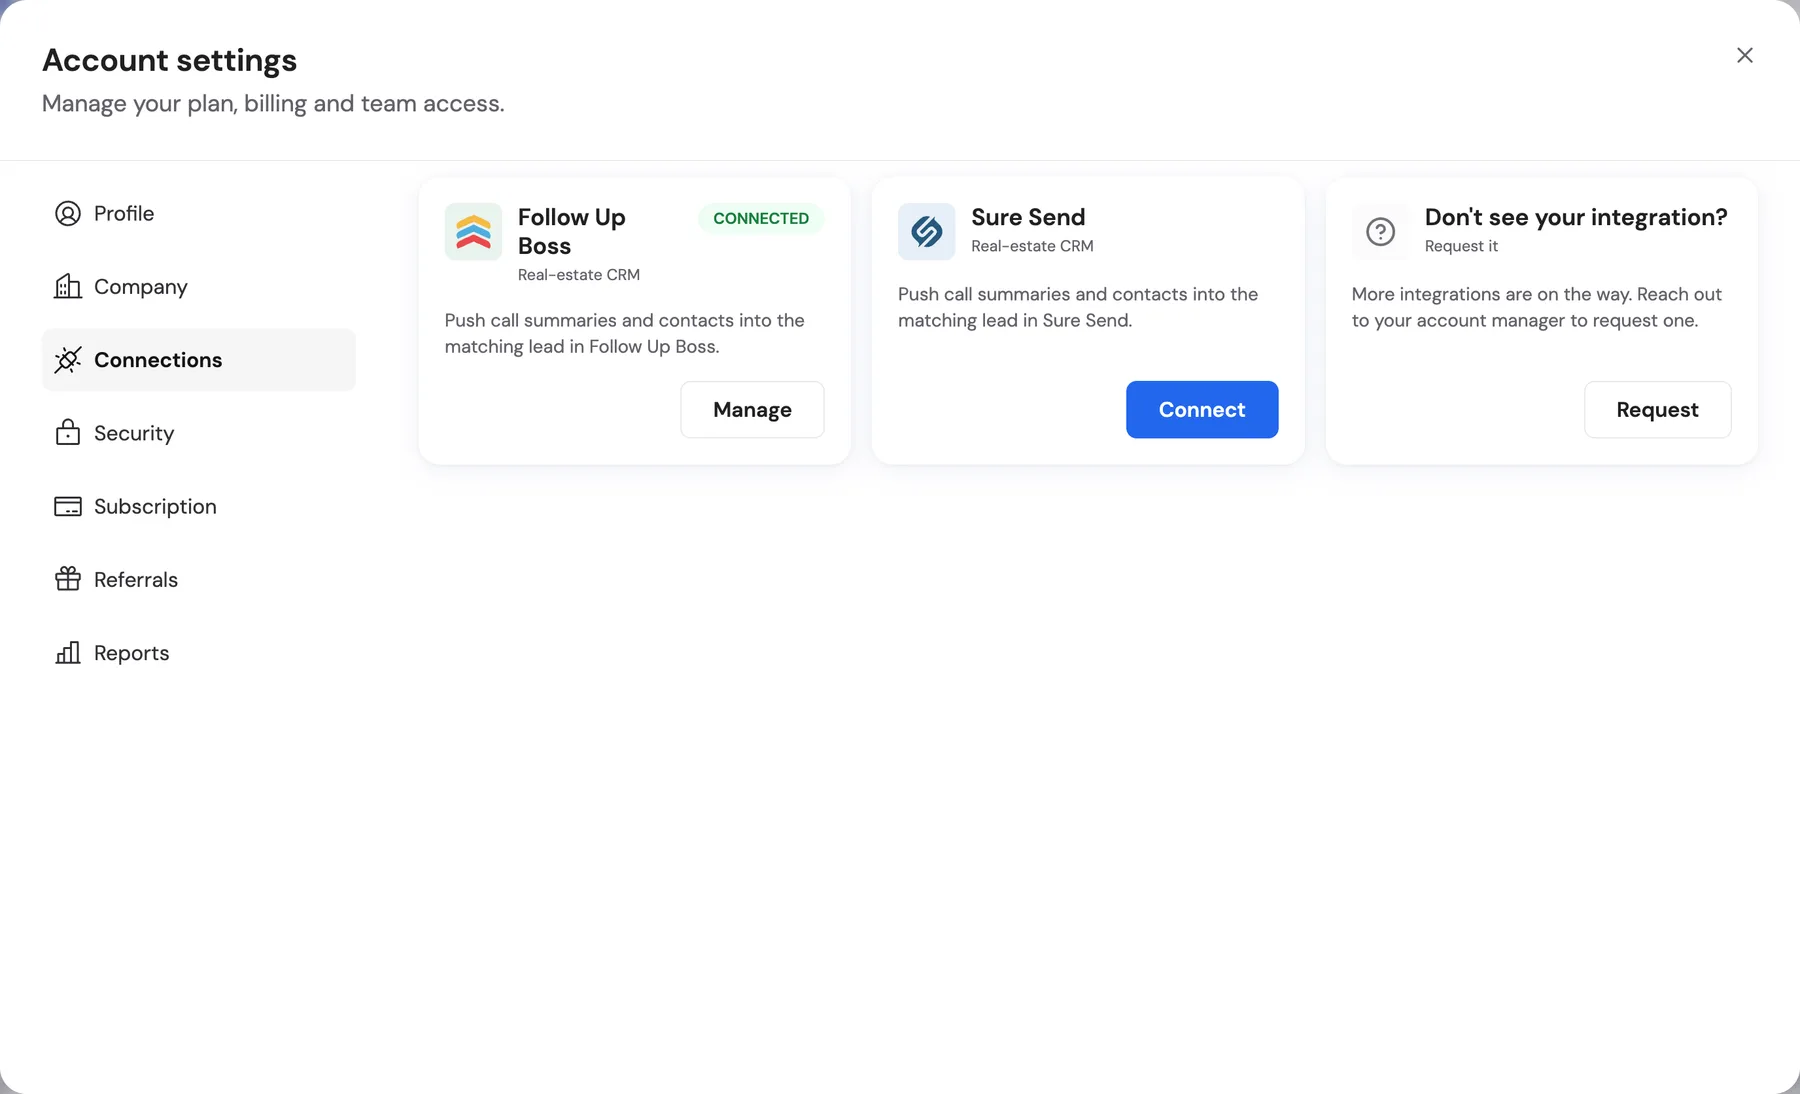 Account settings
Manage your plan, billing and team access.
Profile
Company
Connections
Security
Subscription
Referrals
Reports
Follow Up
Boss
CONNECTED
Real-estate CRM
Push call summaries and contacts into the
matching lead in Follow Up Boss.
Manage
Sure Send
Real-estate CRM
Push call summaries and contacts into the
matching lead in Sure Send.
Connect
Don't see your integration?
Request it
More integrations are on the way. Reach out
to your account manager to request one.
Request